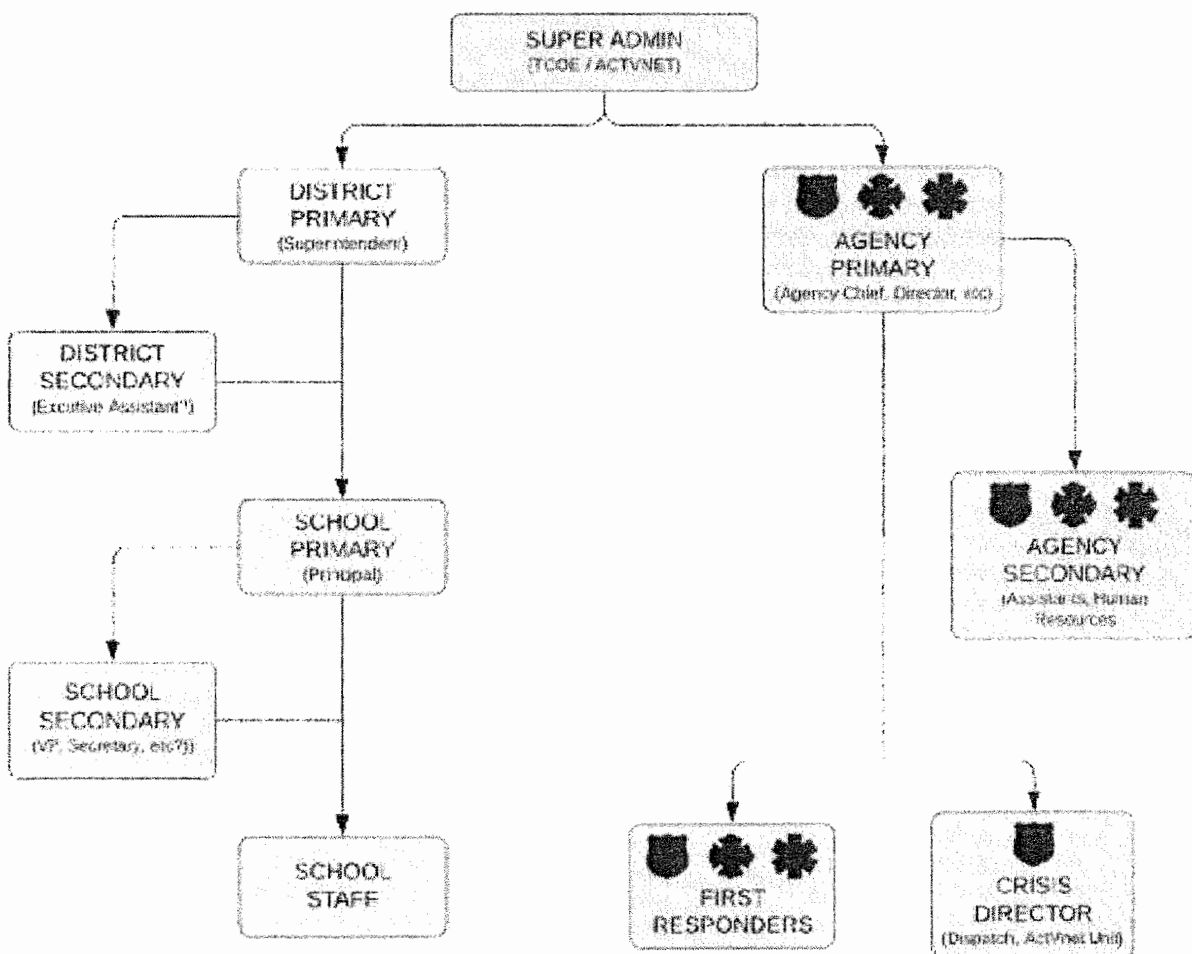 SUPER ADMIN
(TCOE / ACTVNET)
DISTRICT
PRIMARY
(Superintendent)
AGENCY
PRIMARY
(Agency Chief, Director, etc)
DISTRICT
SECONDARY
(Excutive Assistant?)
SCHOOL
PRIMARY
(Principal)
AGENCY
SECONDARY
(Assistants, Human
Resources
SCHOOL
SECONDARY
(VP, Secretary, etc?))
SCHOOL
STAFF
FIRST
RESPONDERS
CRISIS
DIRECTOR
(Dispatch, ActVnet Unit)